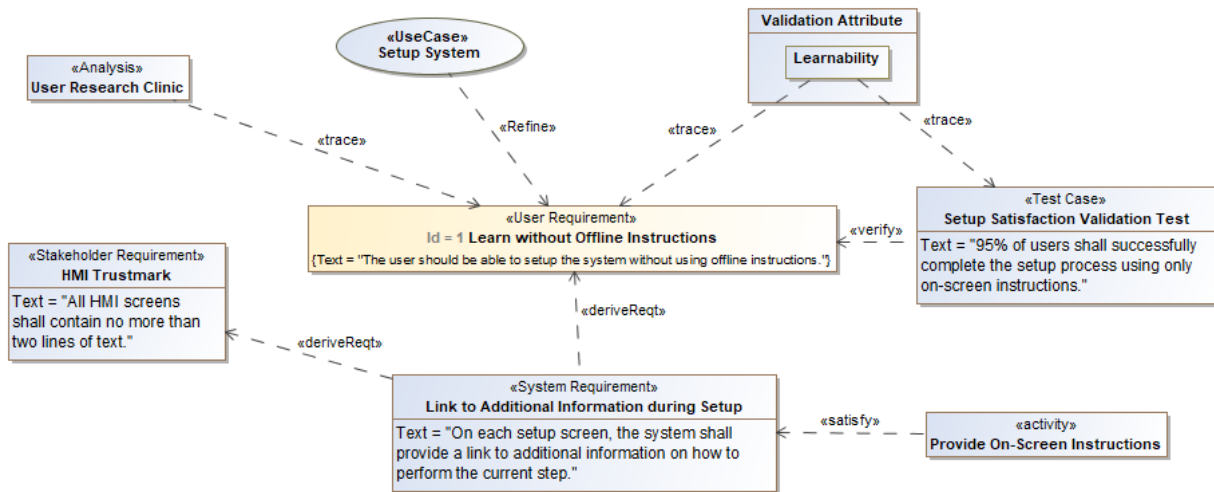 «Analysis»
User Research Clinic
«UseCase»
Setup System
Validation Attribute
Learnability
«trace»
«Refine»
«trace»
«trace»
«User Requirement»
Id = 1 Learn without Offline Instructions
{Text = "The user should be able to setup the system without using offline instructions."}
«verify»
«Test Case»
Setup Satisfaction Validation Test
Text = "95% of users shall successfully
complete the setup process using only
on-screen instructions."
«Stakeholder Requirement»
HMI Trustmark
Text = "All HMI screens
shall contain no more than
two lines of text."
«deriveReqt»
«deriveReqt»
«System Requirement»
Link to Additional Information during Setup
Text = "On each setup screen, the system shall
provide a link to additional information on how to
perform the current step."
«satisfy»
«activity»
Provide On-Screen Instructions